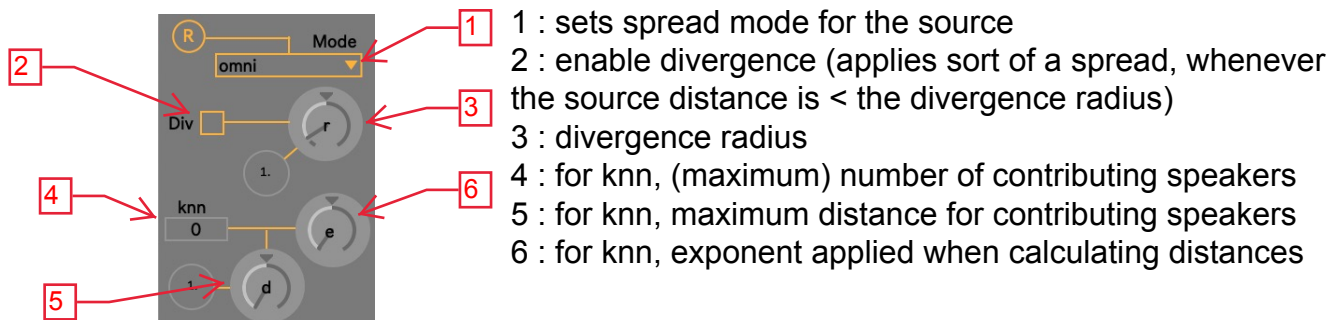 R
Mode
omni
1
2
Div
r
3
1.
4
knn
0
e
6
1.
d
5
1 : sets spread mode for the source
2 : enable divergence (applies sort of a spread, whenever
the source distance is < the divergence radius)
3 : divergence radius
4 : for knn, (maximum) number of contributing speakers
5 : for knn, maximum distance for contributing speakers
6 : for knn, exponent applied when calculating distances